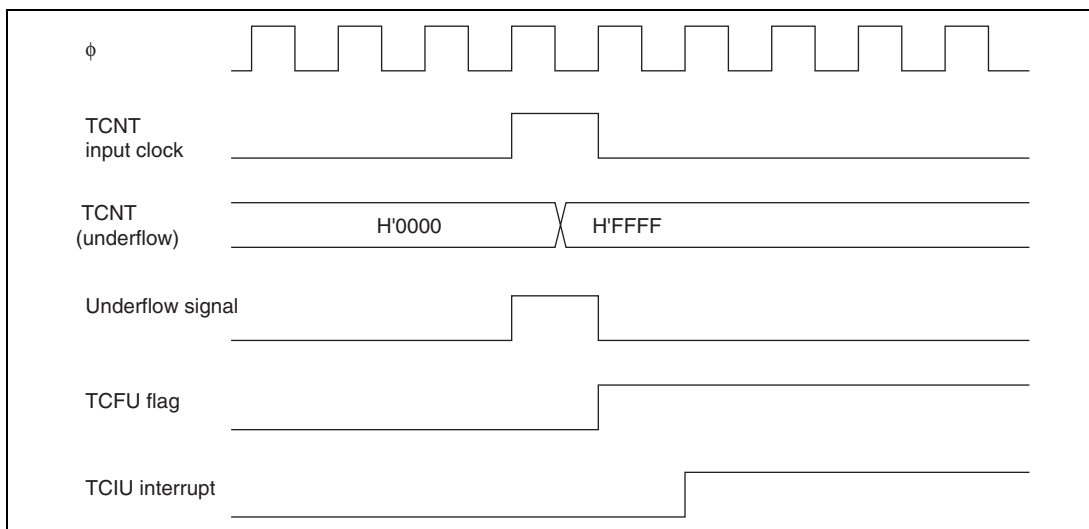 ϕ
TCNT
input clock
TCNT
(underflow)
H'0000
H'FFFF
Underflow signal
TCFU flag
TCIU interrupt